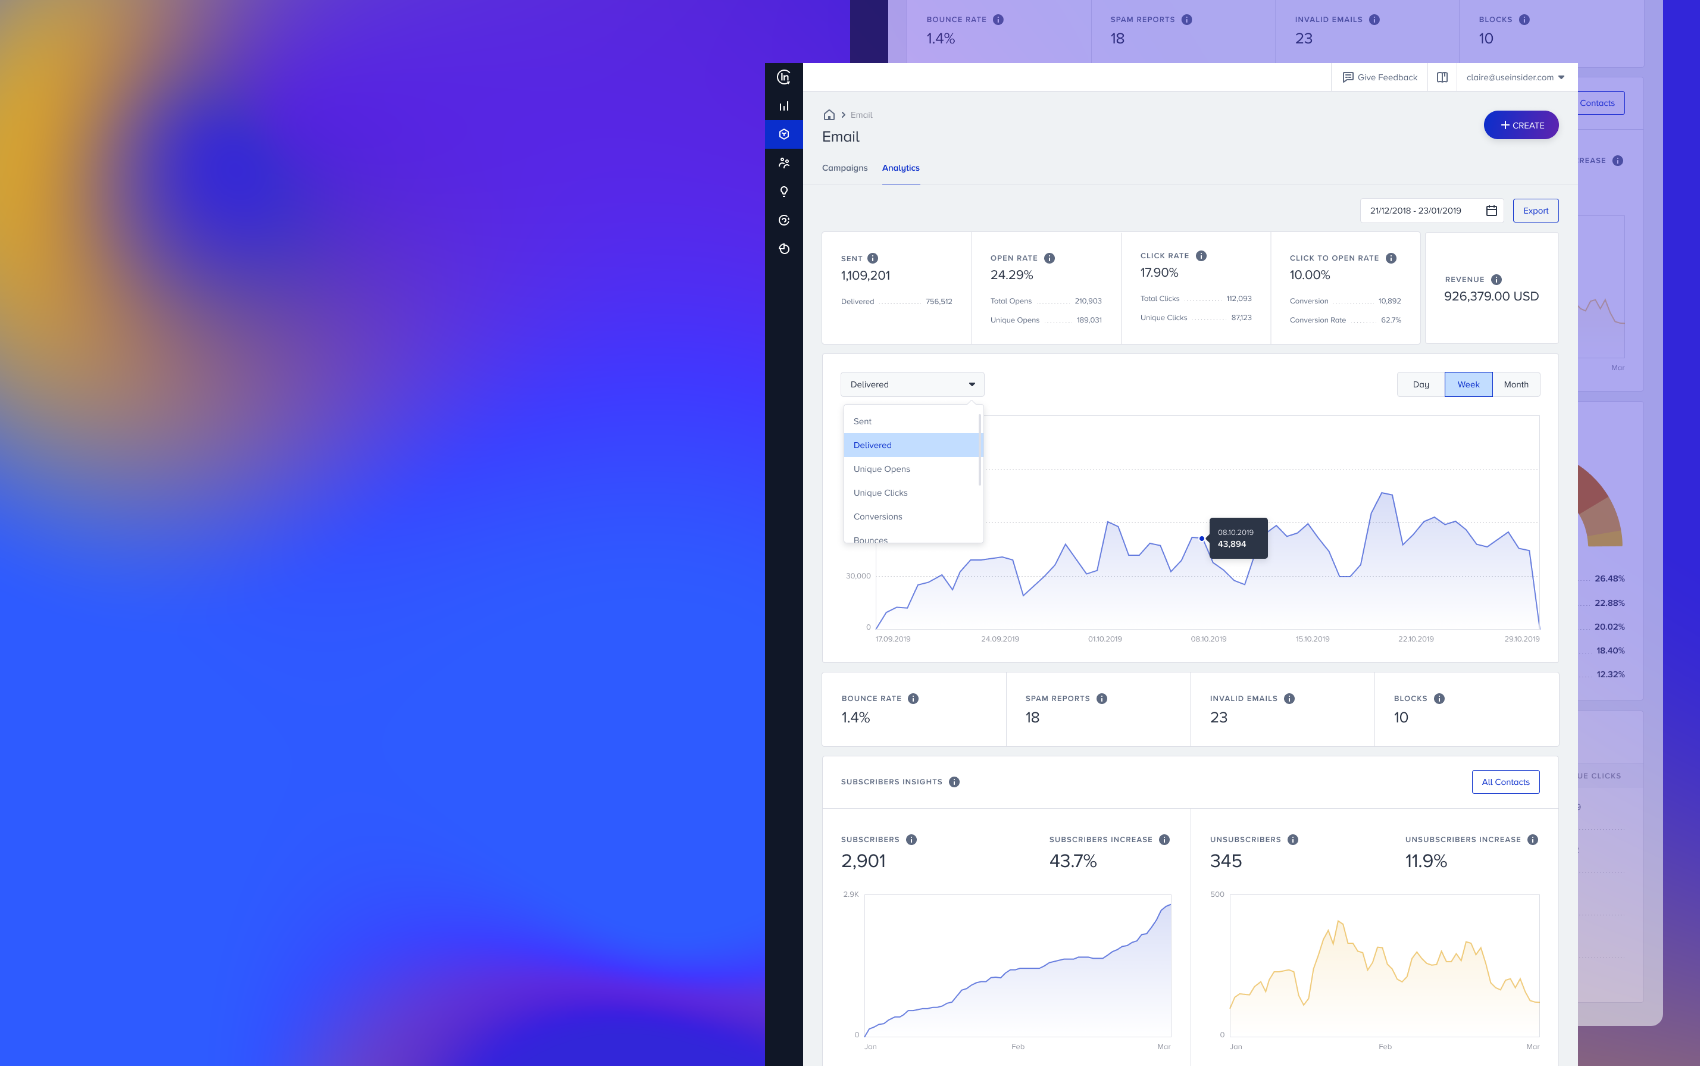 BOUNCE RATE
1.4%
SPAM REPORTS
18
INVALID EMAILS
23
BLOCKS
10
Give Feedback
claire@useinsider.com
Contacts
Email
Email
+ CREATE
Campaigns
Analytics
21/12/2018 - 23/01/2019
Export
SENT
1,109,201
Delivered 756,512
OPEN RATE
24.29%
Total Opens 210,903
Unique Opens 189,031
CLICK RATE
17.90%
Total Clicks 112,093
Unique Clicks 87,123
CLICK TO OPEN RATE
10.00%
Conversion 10,892
Conversion Rate 62,7%
REVENUE
926,379.00 USD
Mar
Delivered
Day
Week
Month
Sent
Delivered
Unique Opens
Unique Clicks
Conversions
Bounces
08.10.2019
43,894
30,000
0
17.09.2019
24.09.2019
01.10.2019
08.10.2019
15.10.2019
22.10.2019
29.10.2019
26.48%
22.88%
20.02%
18.40%
12.32%
BOUNCE RATE
1.4%
SPAM REPORTS
18
INVALID EMAILS
23
BLOCKS
10
SUBSCRIBERS INSIGHTS
All Contacts
UE CLICKS
SUBSCRIBERS
2,901
SUBSCRIBERS INCREASE
43.7%
UNSUBSCRIBERS
345
UNSUBSCRIBERS INCREASE
11.9%
2.9K
0
Jan
Feb
Mar
500
0
Jan
Feb
Mar